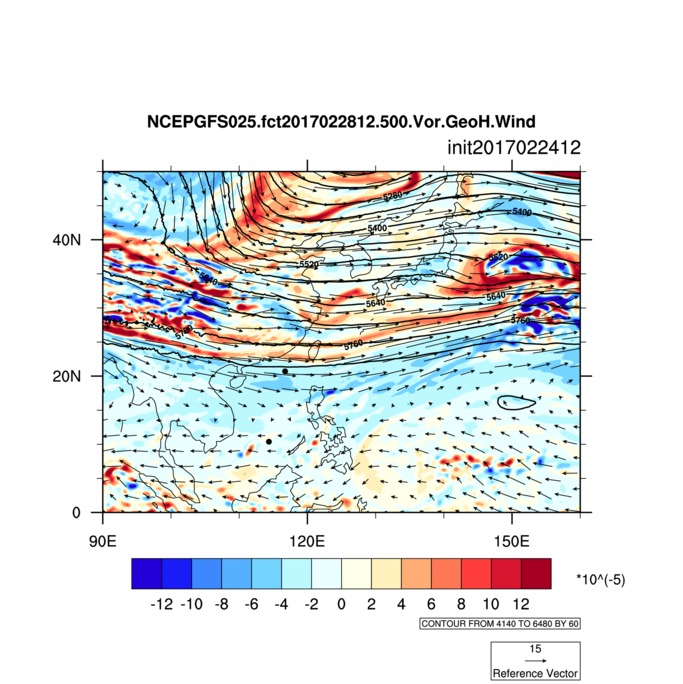 NCEPGFS025.fct2017022812.500.Vor.GeoH.Wind
init2017022412
5280
5400
5400
40N
5520
5520
5640
5640
5760
5760
20N
0
90E 120E 150E
-12 -10 -8 -6 -4 -2 0 2 4 6 8 10 12
*10^(-5)
CONTOUR FROM 4140 TO 6480 BY 60
15
Reference Vector